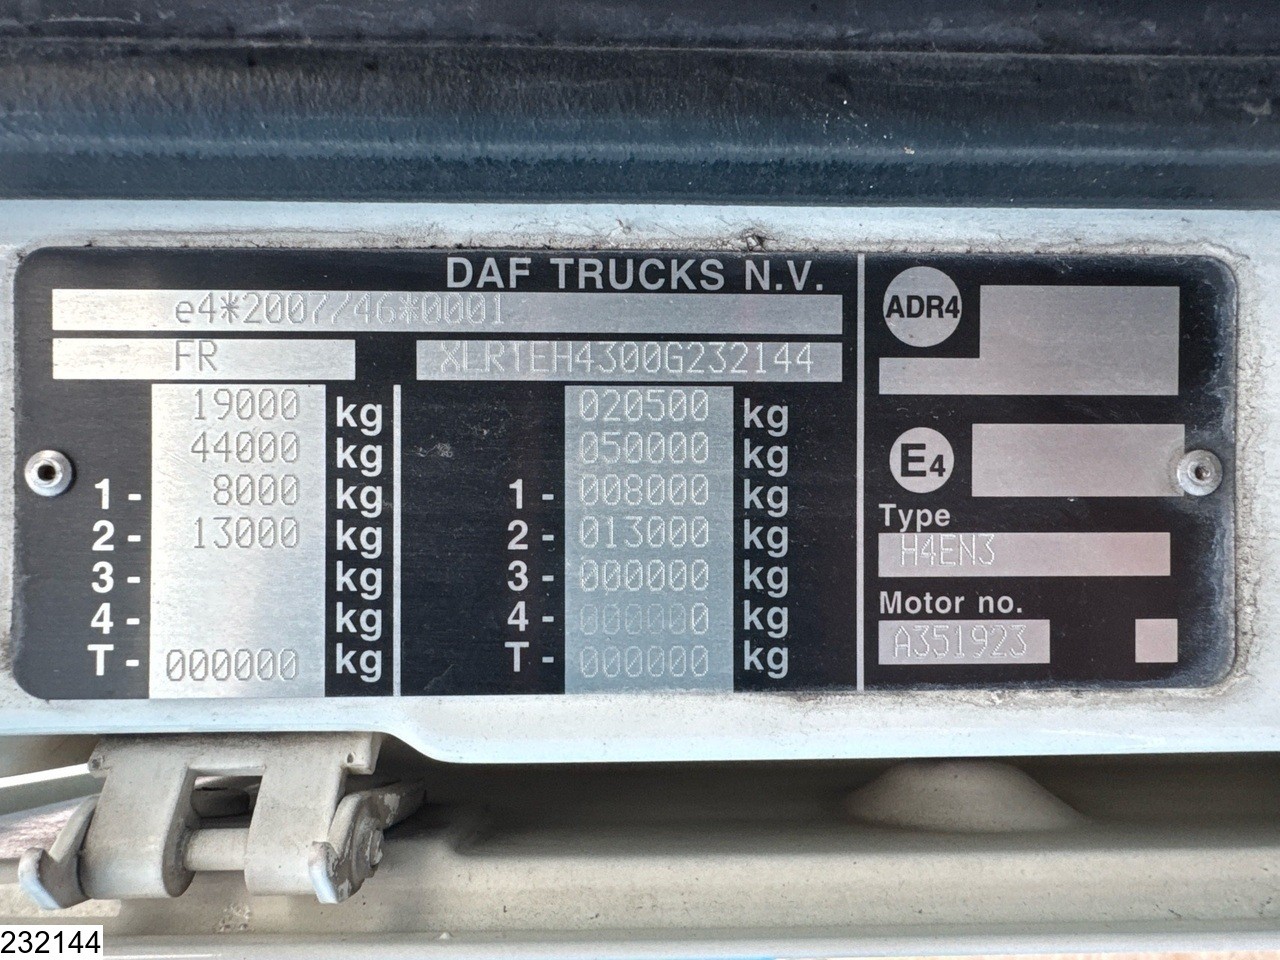 DAF TRUCKS N.V.
e4*2007/46*0001
FR XLRTEH4300G232144
19000 kg 020500 kg
44000 kg 050000 kg
1 - 8000 kg 1 - 008000 kg
2 - 13000 kg 2 - 013000 kg
3 - kg 3 - 000000 kg
4 - kg 4 - 000000 kg
T - 000000 kg T - 000000 kg
ADR4
E4
Type
H4EN3
Motor no.
A351923
232144